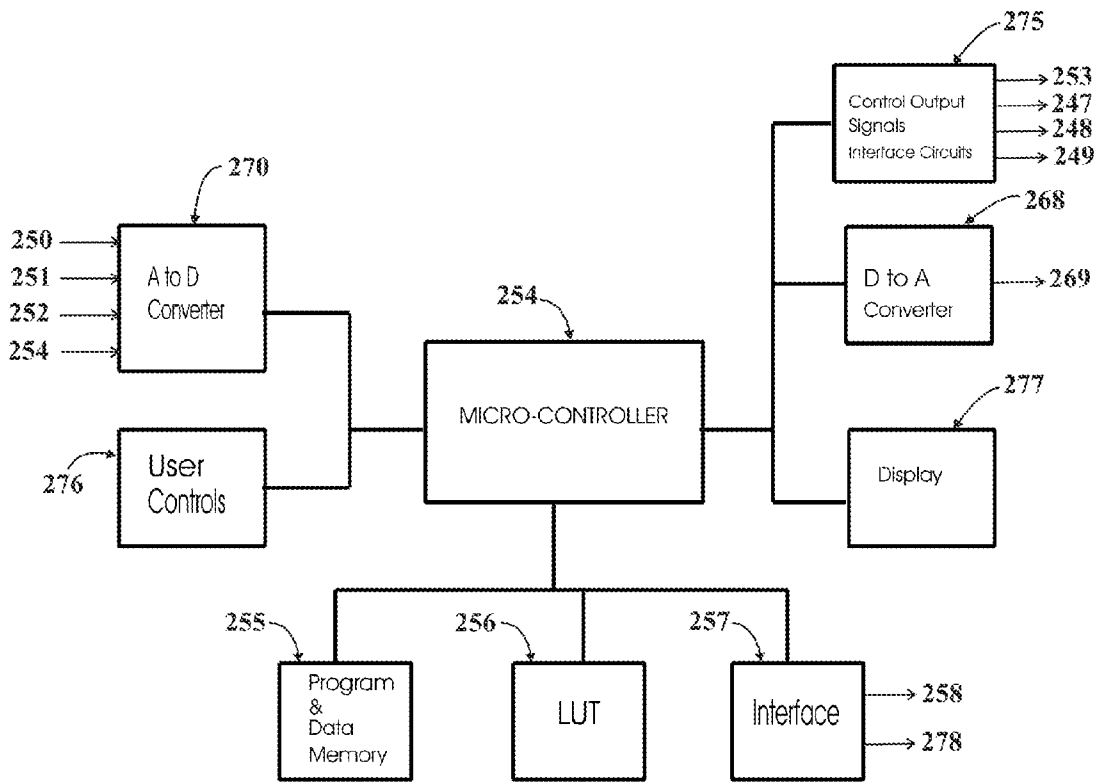 275
Control Output
Signals
Interface Circuits
253
247
248
249
270
250
251
252
254
A to D
Converter
268
D to A
Converter
269
254
MICRO-CONTROLLER
276
User
Controls
277
Display
255
Program
&
Data
Memory
256
LUT
257
Interface
258
278